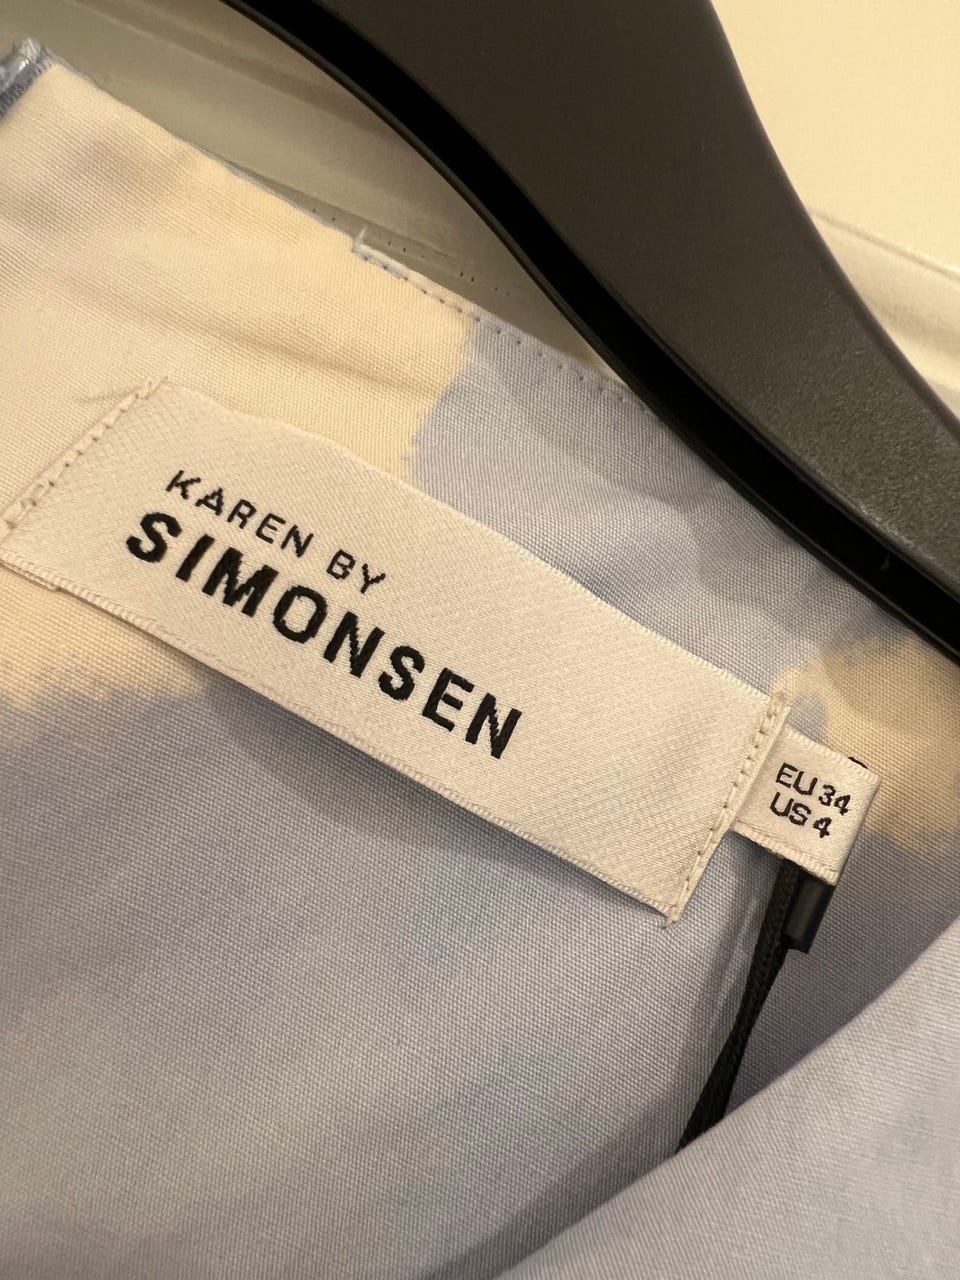 KAREN BY
SIMONSEN
EU 34
US 4